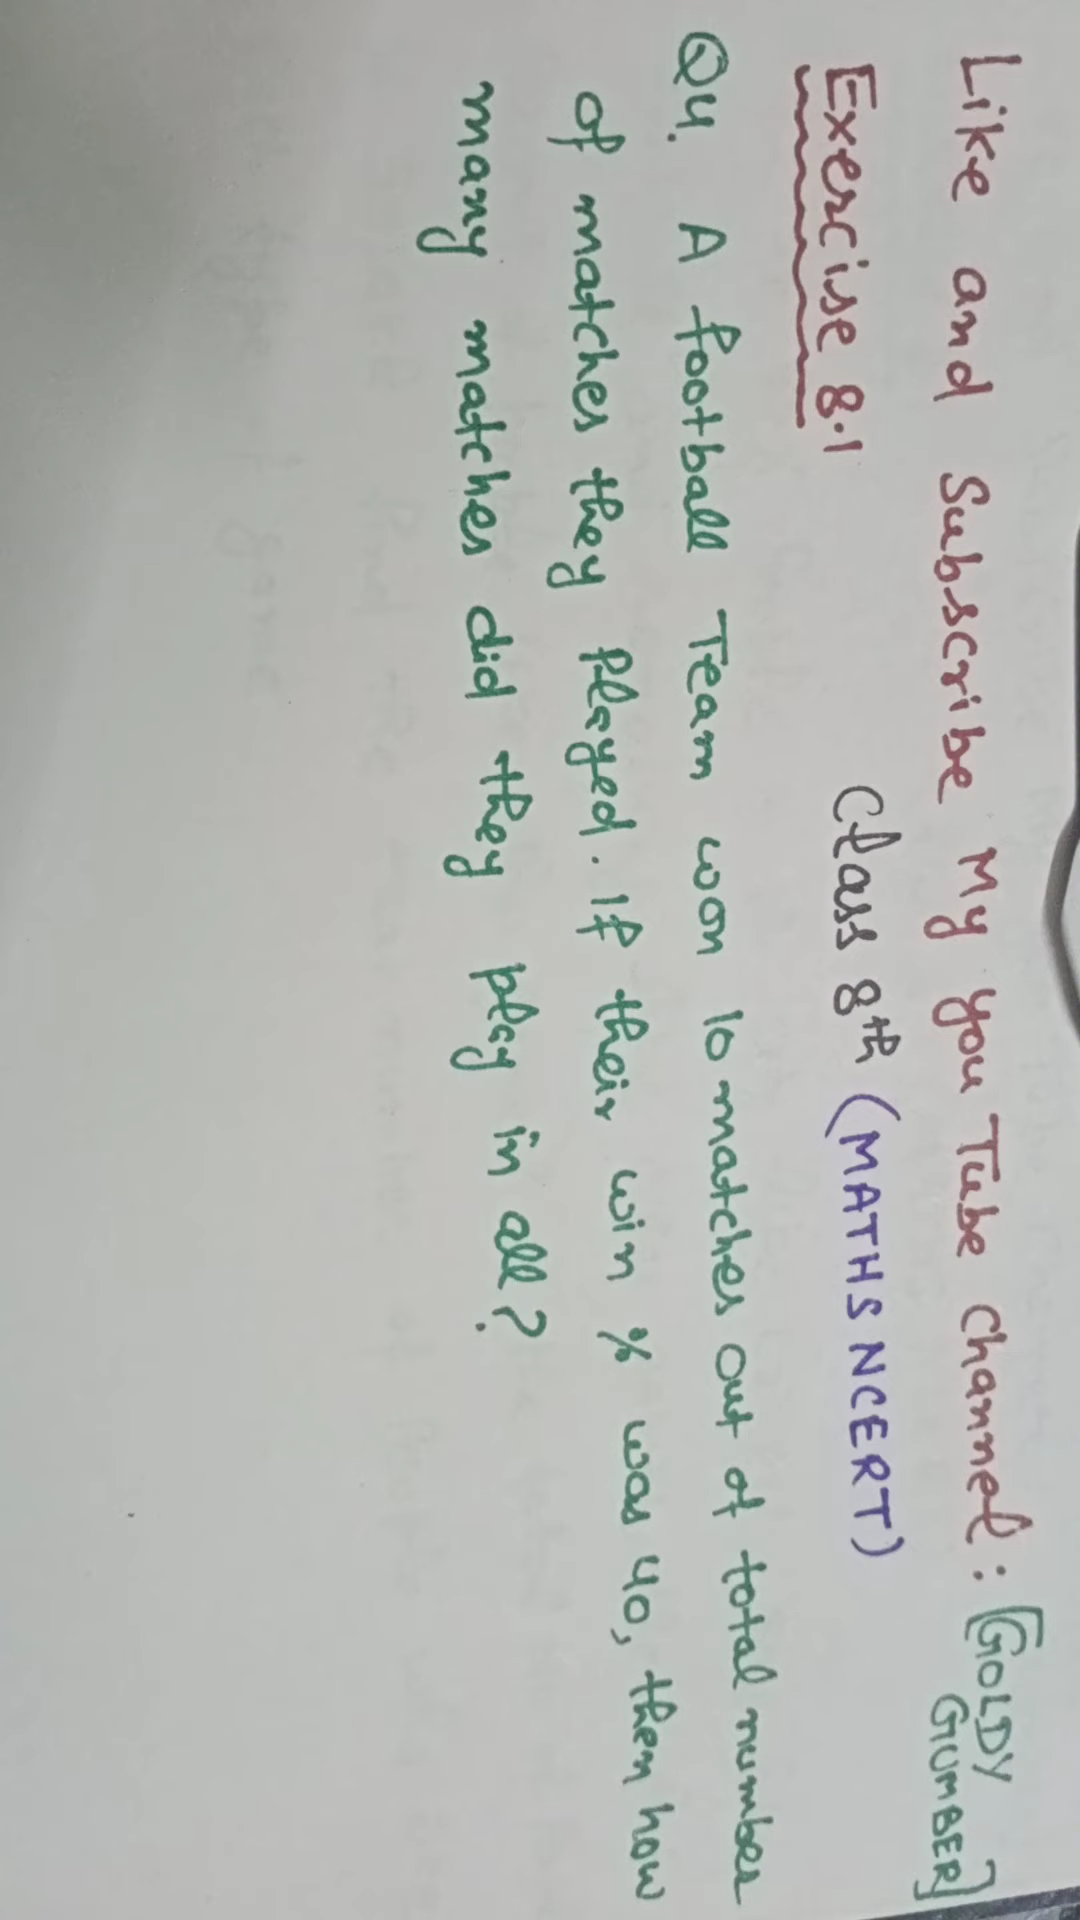 Like and Subscribe My You Tube Channel : [GOLDY GUMBER]
Exercise 8.1 Class 8th (MATHS NCERT)
Q4. A football Team won 10 matches out of total number
of matches they played. If their win % was 40, then how
many matches did they play in all?